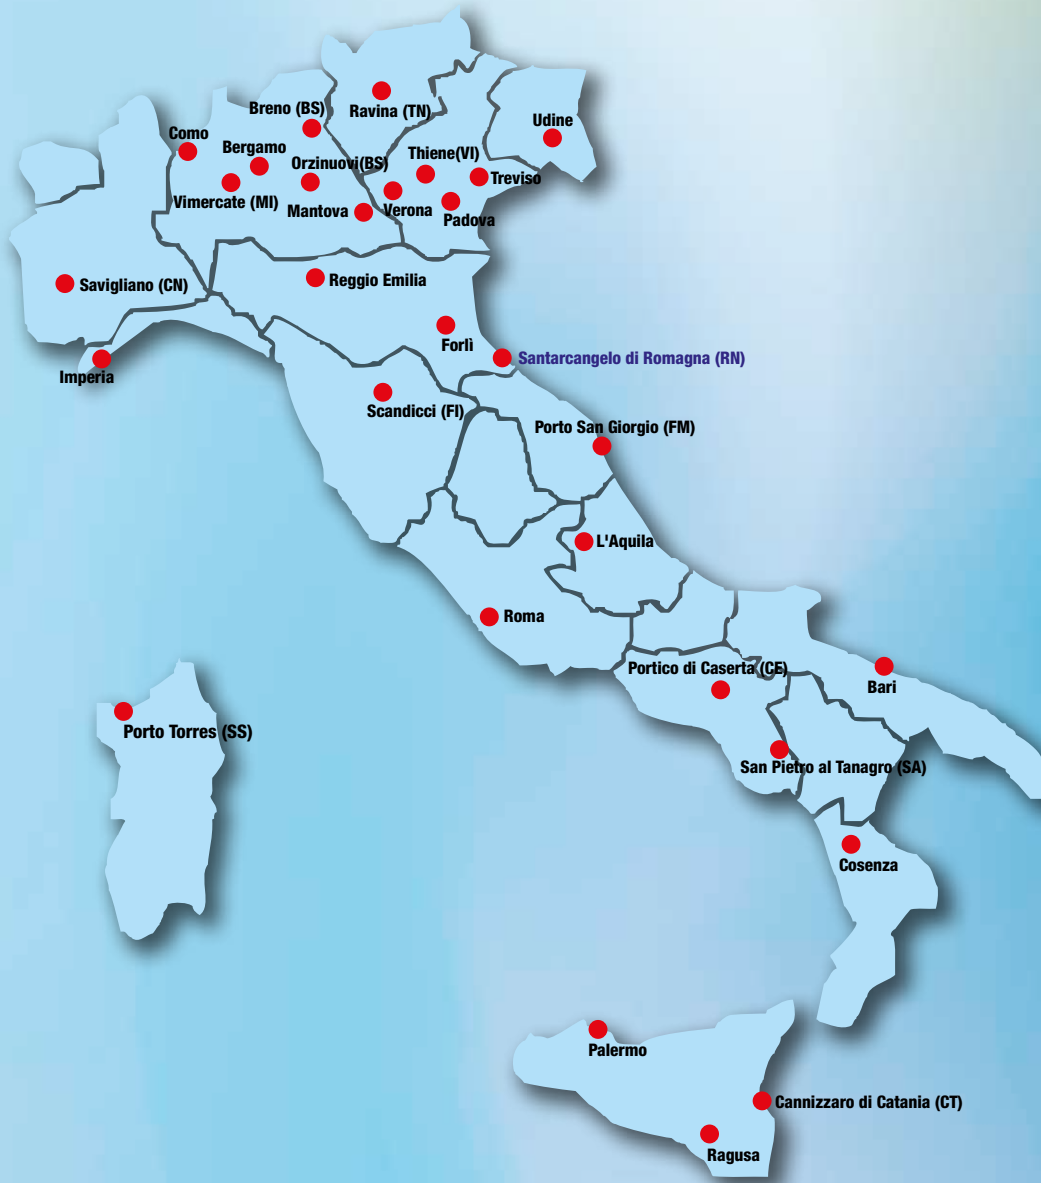 Breno (BS)
Ravina (TN)
Udine
Como
Bergamo
Orzinuovi(BS)
Thiene(VI)
Treviso
Vimercate (MI)
Mantova
Verona
Padova
Savigliano (CN)
Reggio Emilia
Forlì
Santarcangelo di Romagna (RN)
Imperia
Scandicci (FI)
Porto San Giorgio (FM)
L'Aquila
Roma
Portico di Caserta (CE)
Bari
Porto Torres (SS)
San Pietro al Tanagro (SA)
Cosenza
Palermo
Cannizzaro di Catania (CT)
Ragusa